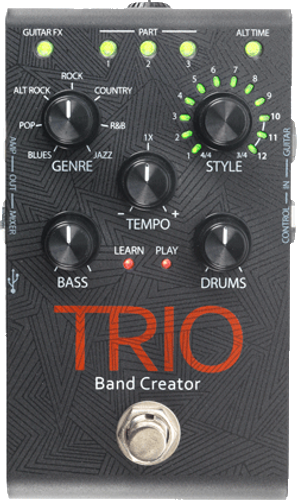 GUITAR FX
PART
ALT TIME
1 2 3
ROCK
ALT ROCK
COUNTRY
POP
R&B
BLUES
JAZZ
GENRE
1 2 3 4 5 6 7 8 9 10 11 12
4/4 3/4
STYLE
1X
- +
TEMPO
AMP OUT MIXER
CONTROL IN GUITAR
LEARN PLAY
BASS
DRUMS
TRIO
Band Creator